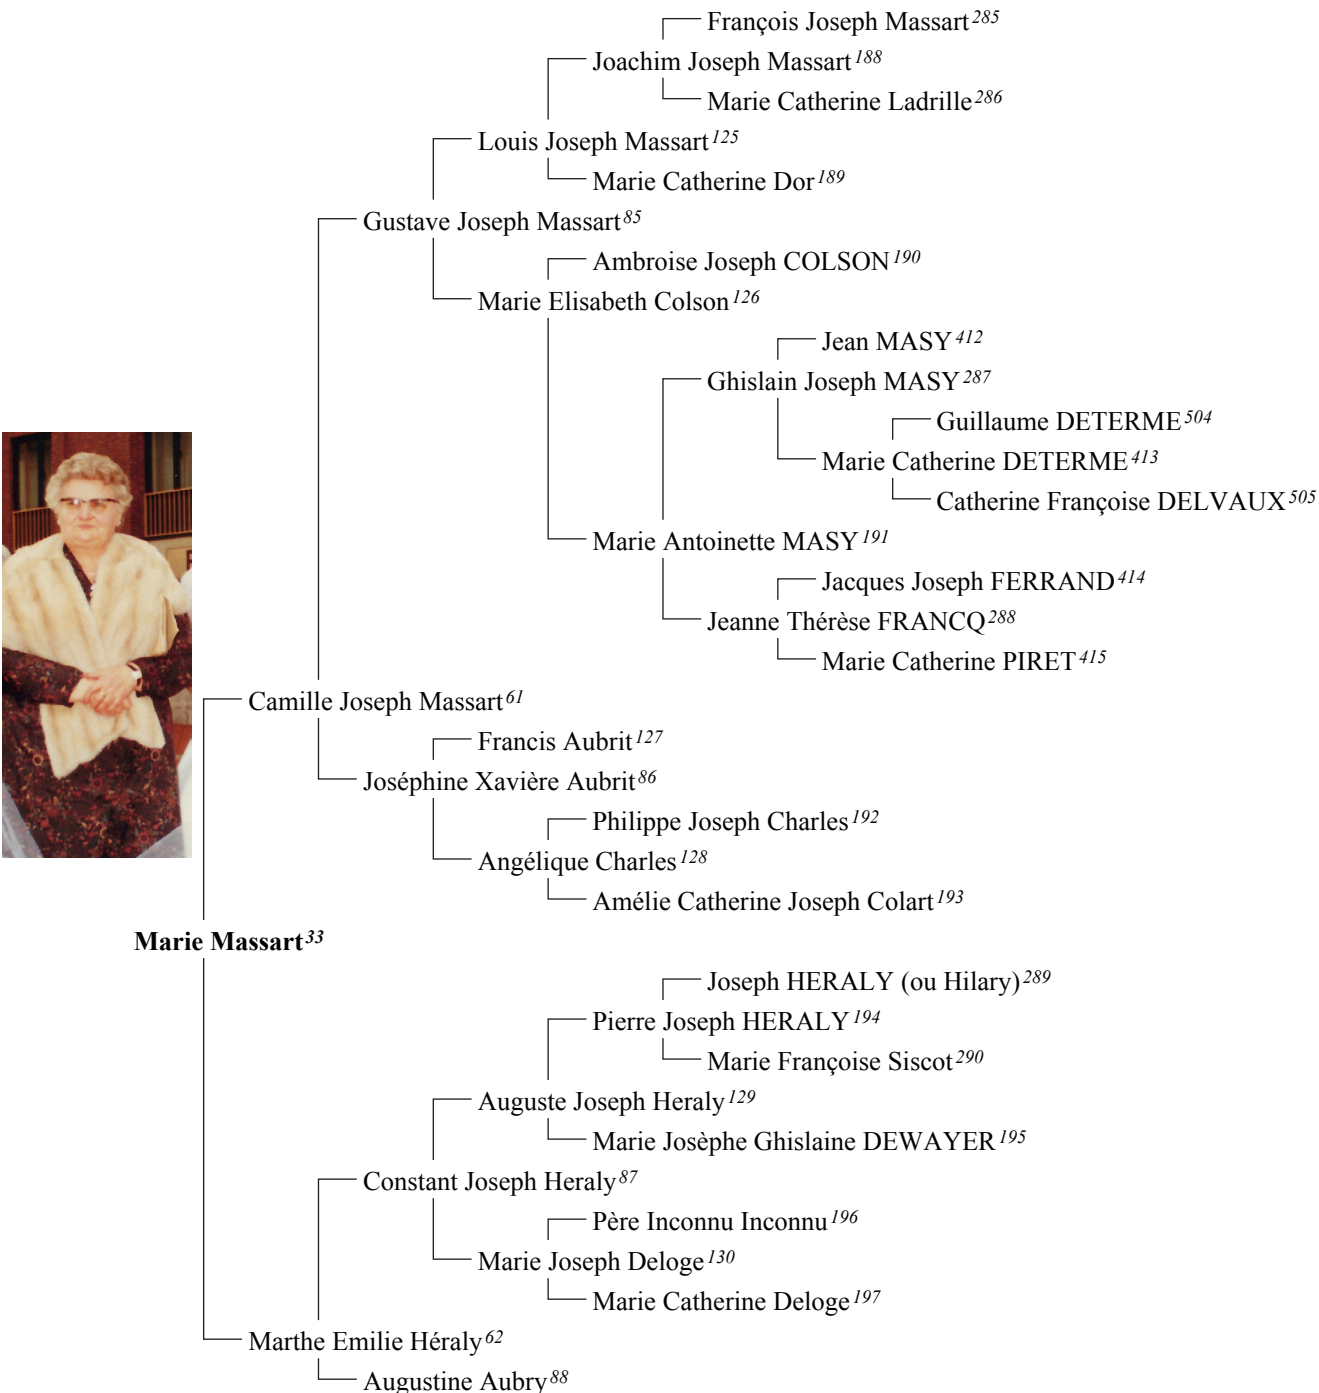 François Joseph Massart 285
Joachim Joseph Massart 188
Marie Catherine Ladrille 286
Louis Joseph Massart 125
Marie Catherine Dor 189
Gustave Joseph Massart 85
Ambroise Joseph COLSON 190
Marie Elisabeth Colson 126
Jean MASY 412
Ghislain Joseph MASY 287
Guillaume DETERME 504
Marie Catherine DETERME 413
Catherine Françoise DELVAUX 505
Marie Antoinette MASY 191
Jacques Joseph FERRAND 414
Jeanne Thérèse FRANCQ 288
Marie Catherine PIRET 415
Camille Joseph Massart 61
Francis Aubrit 127
Joséphine Xavière Aubrit 86
Philippe Joseph Charles 192
Angélique Charles 128
Amélie Catherine Joseph Colart 193
Marie Massart 33
Joseph HERALY (ou Hilary) 289
Pierre Joseph HERALY 194
Marie Françoise Siscot 290
Auguste Joseph Heraly 129
Marie Josèphe Ghislaine DEWAYER 195
Constant Joseph Heraly 87
Père Inconnu Inconnu 196
Marie Joseph Deloge 130
Marie Catherine Deloge 197
Marthe Emilie Héraly 62
Augustine Aubry 88